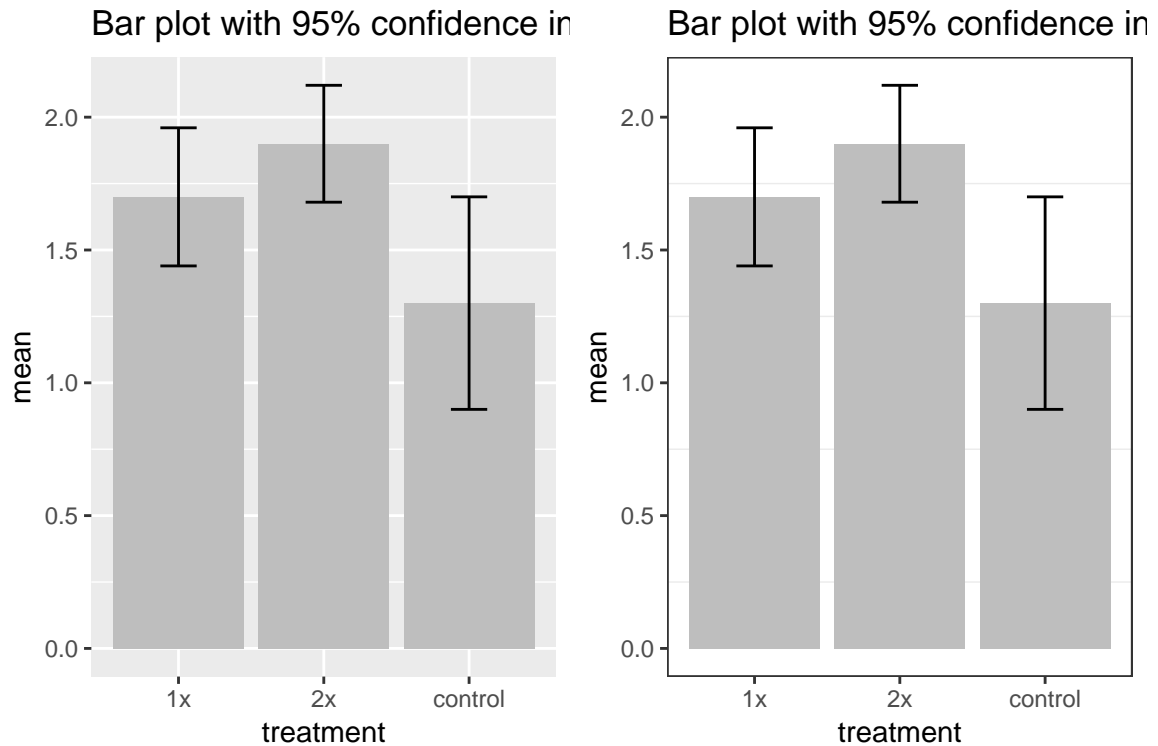 Bar plot with 95% confidence in
mean
2.0
1.5
1.0
0.5
0.0
1x 2x control
treatment
Bar plot with 95% confidence in
mean
2.0
1.5
1.0
0.5
0.0
1x 2x control
treatment